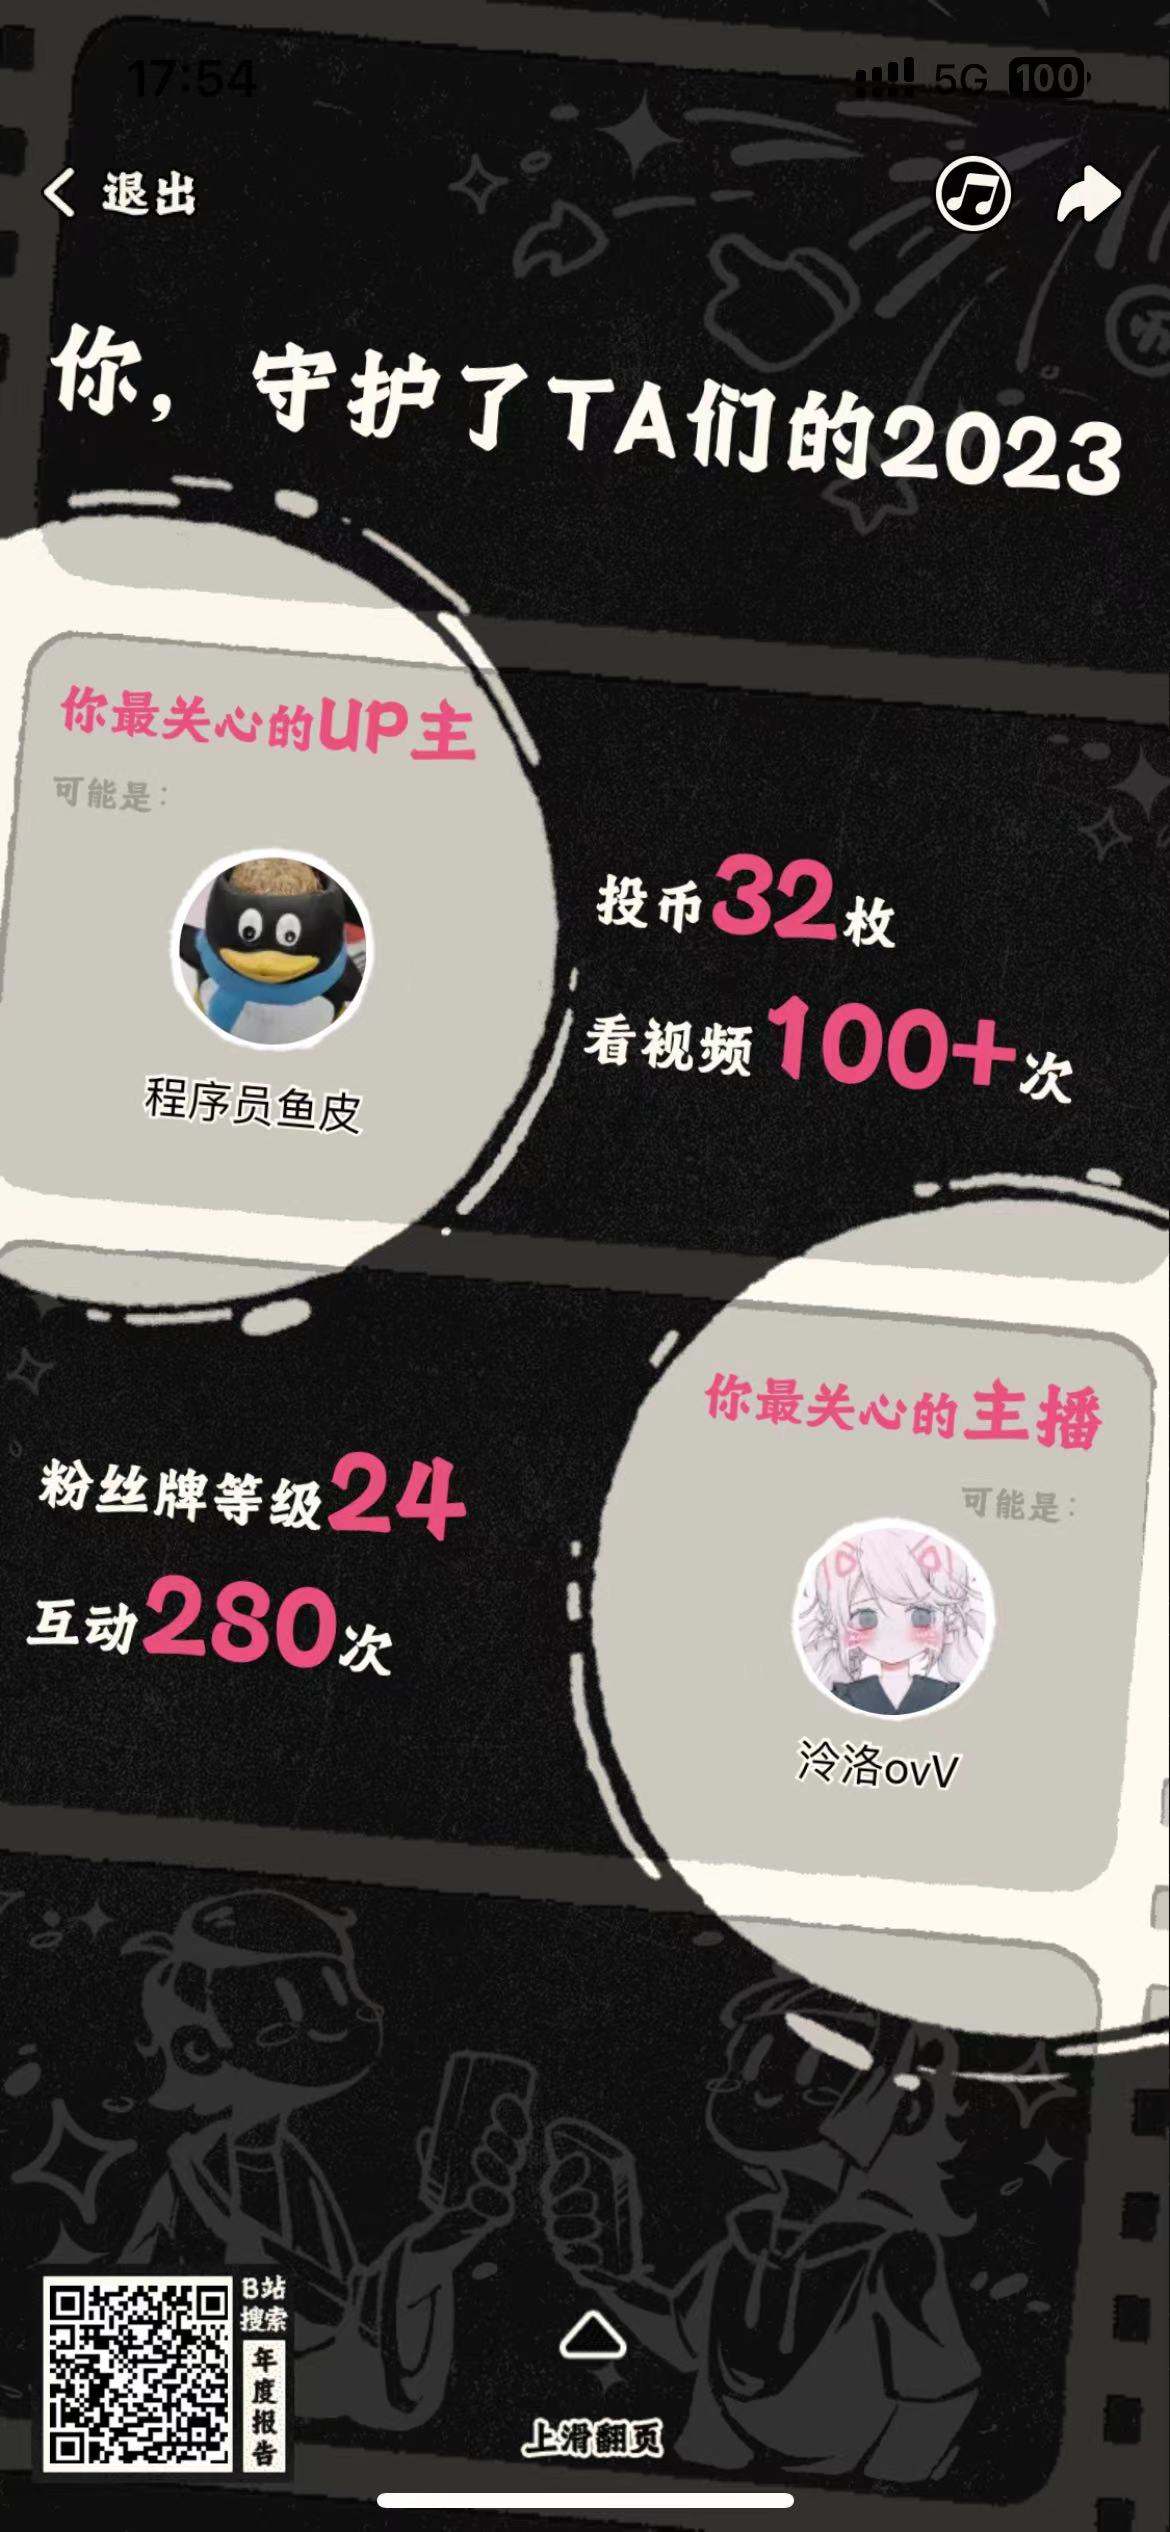 17:54
5G 100
退出
你，守护了TA们的2023
你最关心的UP主
可能是：
程序员鱼皮
投币32枚
看视频100+次
你最关心的主播
可能是：
泠洛ovV
粉丝牌等级24
互动280次
B站
搜索
年度报告
上滑翻页